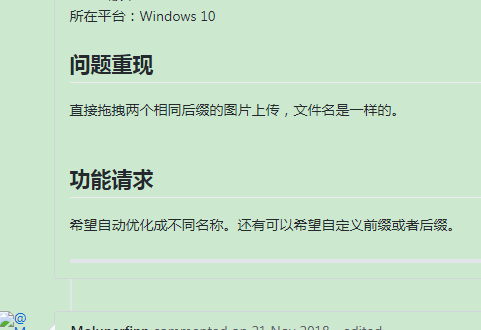 所在平台：Windows 10
问题重现
直接拖拽两个相同后缀的图片上传，文件名是一样的。
功能请求
希望自动优化成不同名称。还有可以希望自定义前缀或者后缀。
@
Molunerfinn commented on 21 Nov 2018